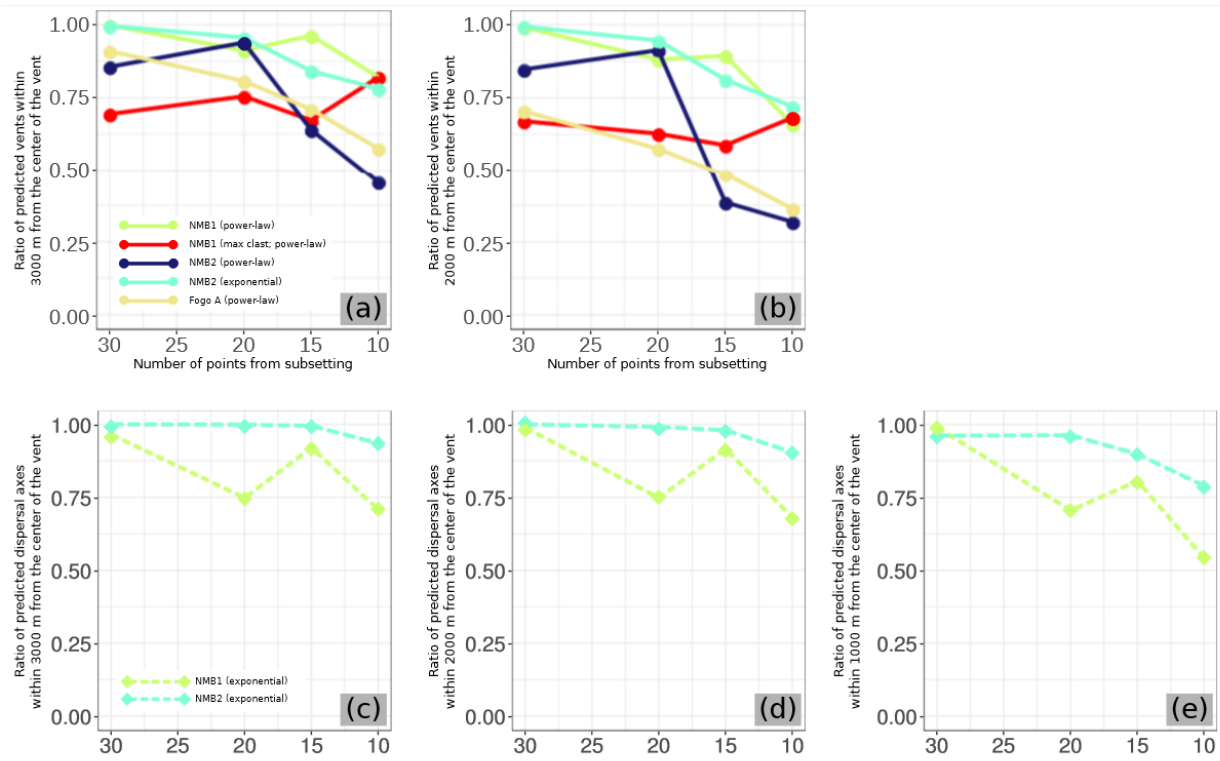 Ratio of predicted vents within
3000 m from the center of the vent
1.00
0.75
0.50
0.25
0.00
NMB1 (power-law)
NMB1 (max clast; power-law)
NMB2 (power-law)
NMB2 (exponential)
Fogo A (power-law)
(a)
30 25 20 15 10
Number of points from subsetting
Ratio of predicted vents within
2000 m from the center of the vent
1.00
0.75
0.50
0.25
0.00
(b)
30 25 20 15 10
Number of points from subsetting
Ratio of predicted dispersal axes
within 3000 m from the center of the vent
1.00
0.75
0.50
0.25
0.00
NMB1 (exponential)
NMB2 (exponential)
(c)
30 25 20 15 10
Ratio of predicted dispersal axes
within 2000 m from the center of the vent
1.00
0.75
0.50
0.25
0.00
(d)
30 25 20 15 10
Ratio of predicted dispersal axes
within 1000 m from the center of the vent
1.00
0.75
0.50
0.25
0.00
(e)
30 25 20 15 10